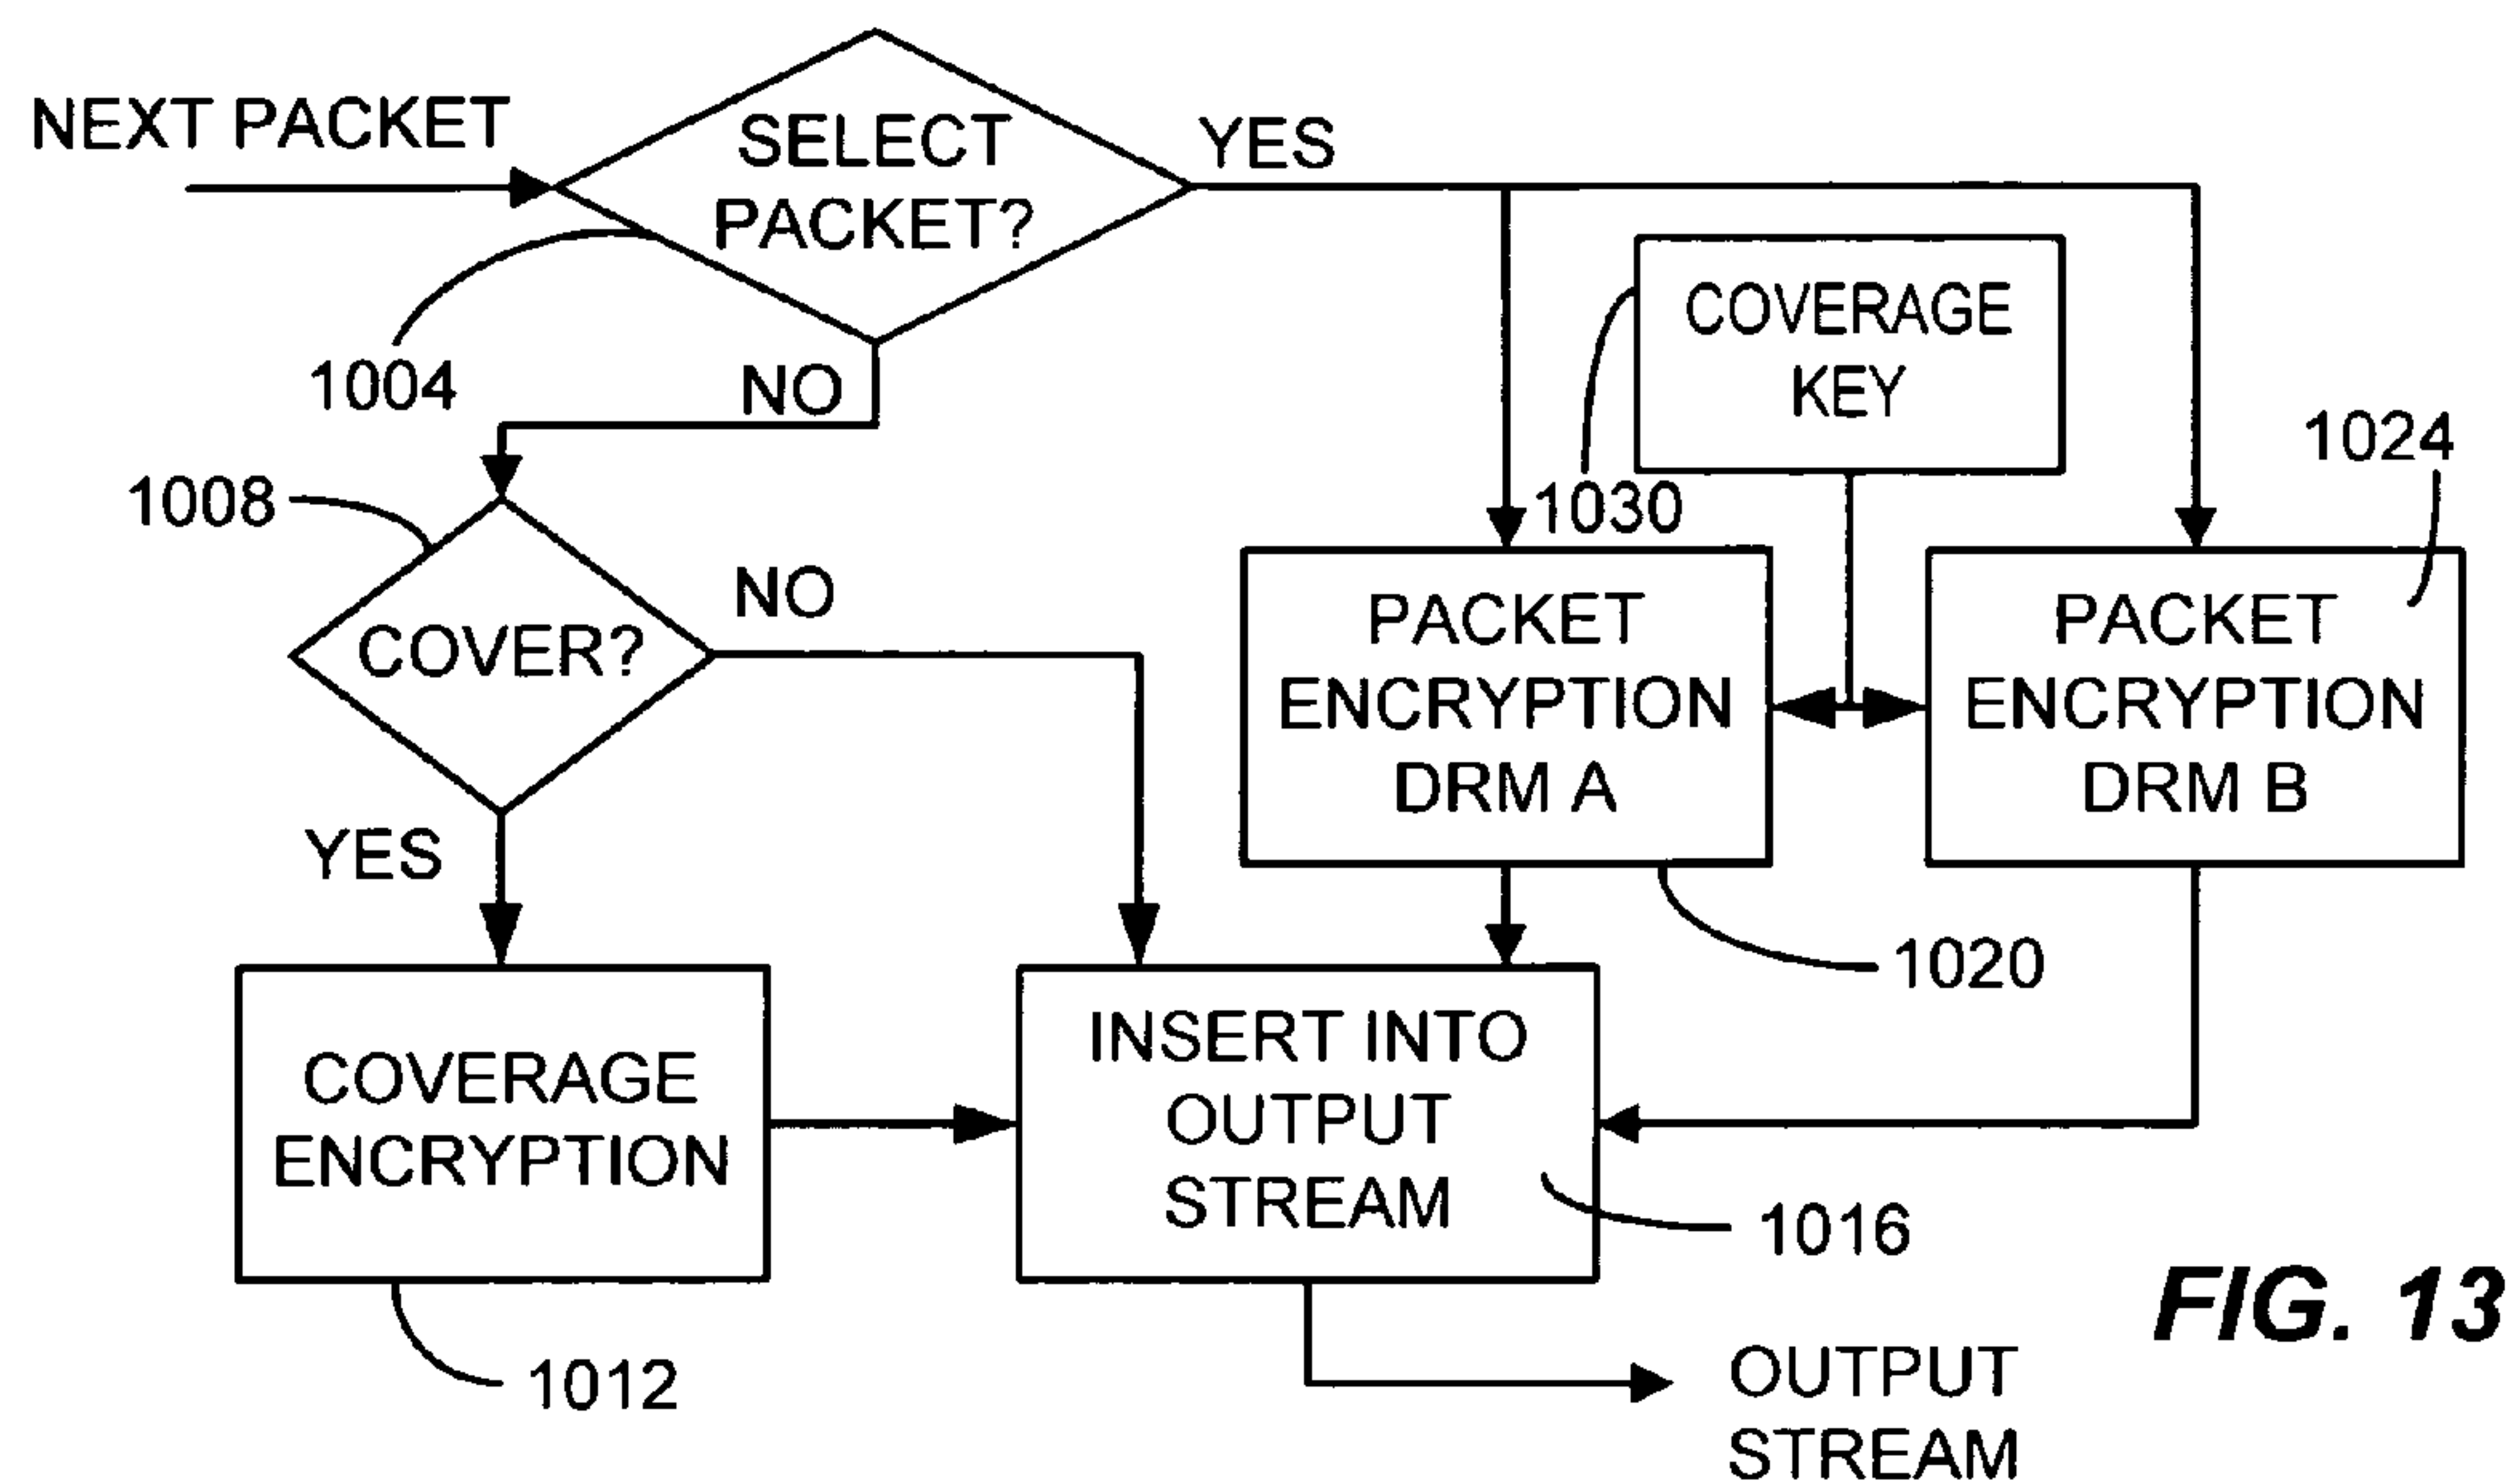 NEXT PACKET
SELECT
PACKET?
YES
1004
NO
COVERAGE
KEY
1030
1024
1008
COVER?
NO
YES
PACKET
ENCRYPTION
DRM A
PACKET
ENCRYPTION
DRM B
1020
COVERAGE
ENCRYPTION
INSERT INTO
OUTPUT
STREAM
1016
1012
OUTPUT
STREAM
FIG. 13